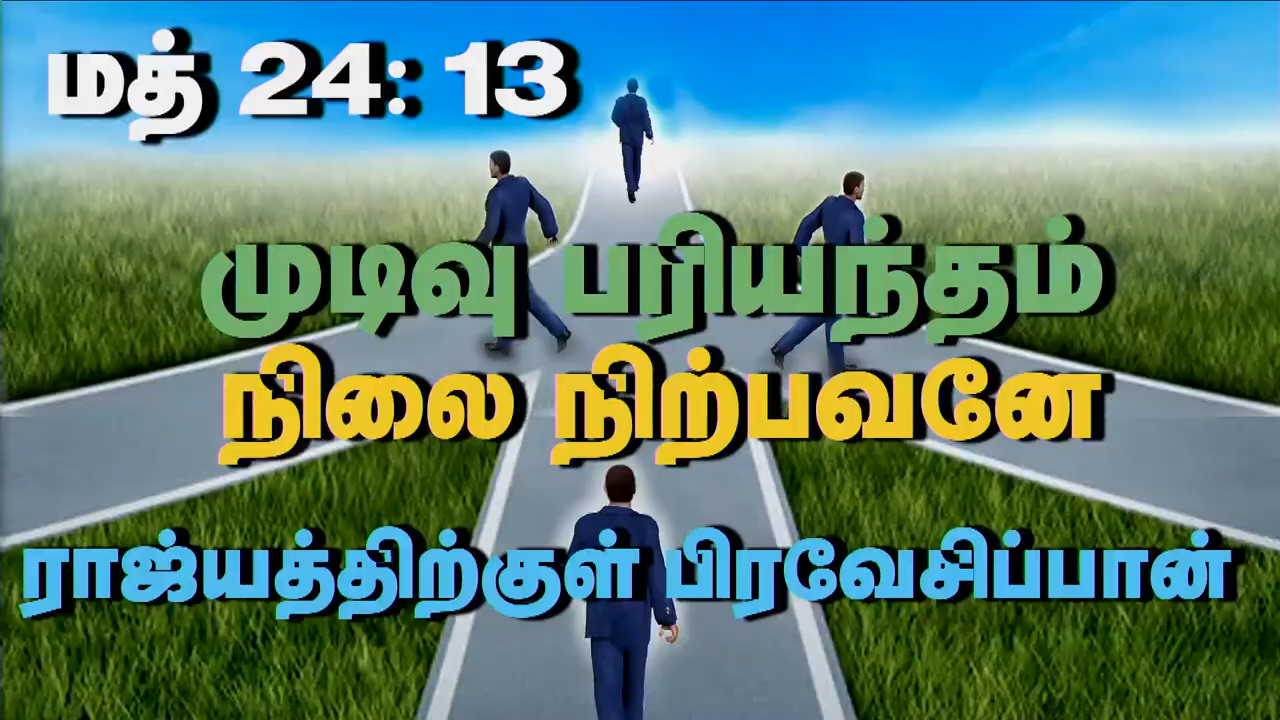 மத் 24: 13
முடிவு பரியந்தம்
நிலை நிற்பவனே
ராஜ்யத்திற்குள் பிரவேசிப்பான்